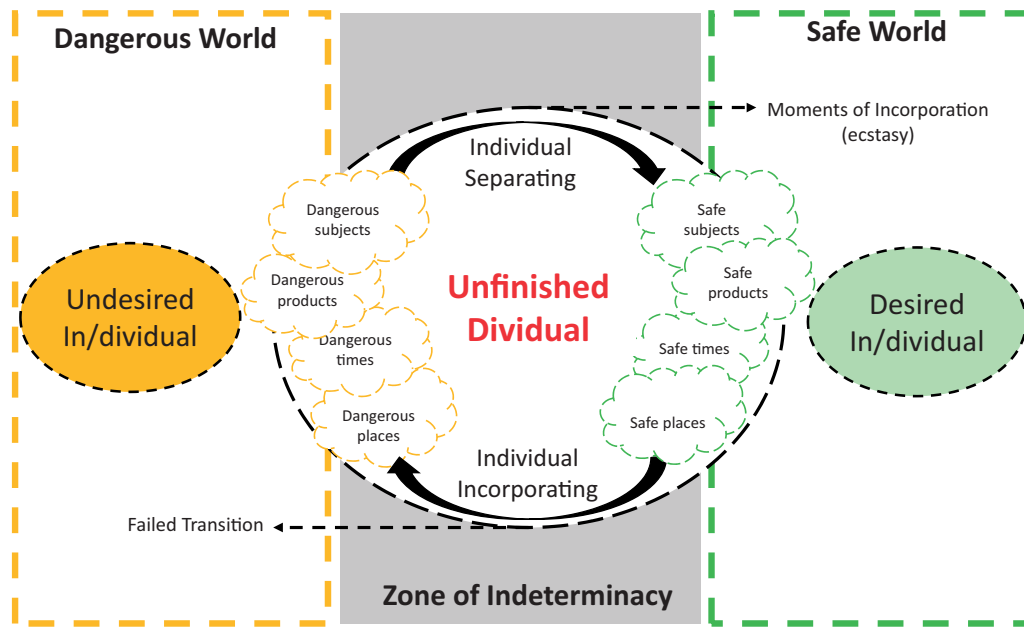 Dangerous World
Safe World
Moments of Incorporation
(ecstasy)
Individual
Separating
Dangerous
subjects
Safe
subjects
Dangerous
products
Safe
products
Undesired
In/dividual
Unfinished
Dividual
Desired
In/dividual
Dangerous
times
Safe times
Dangerous
places
Safe places
Individual
Incorporating
Failed Transition
Zone of Indeterminacy